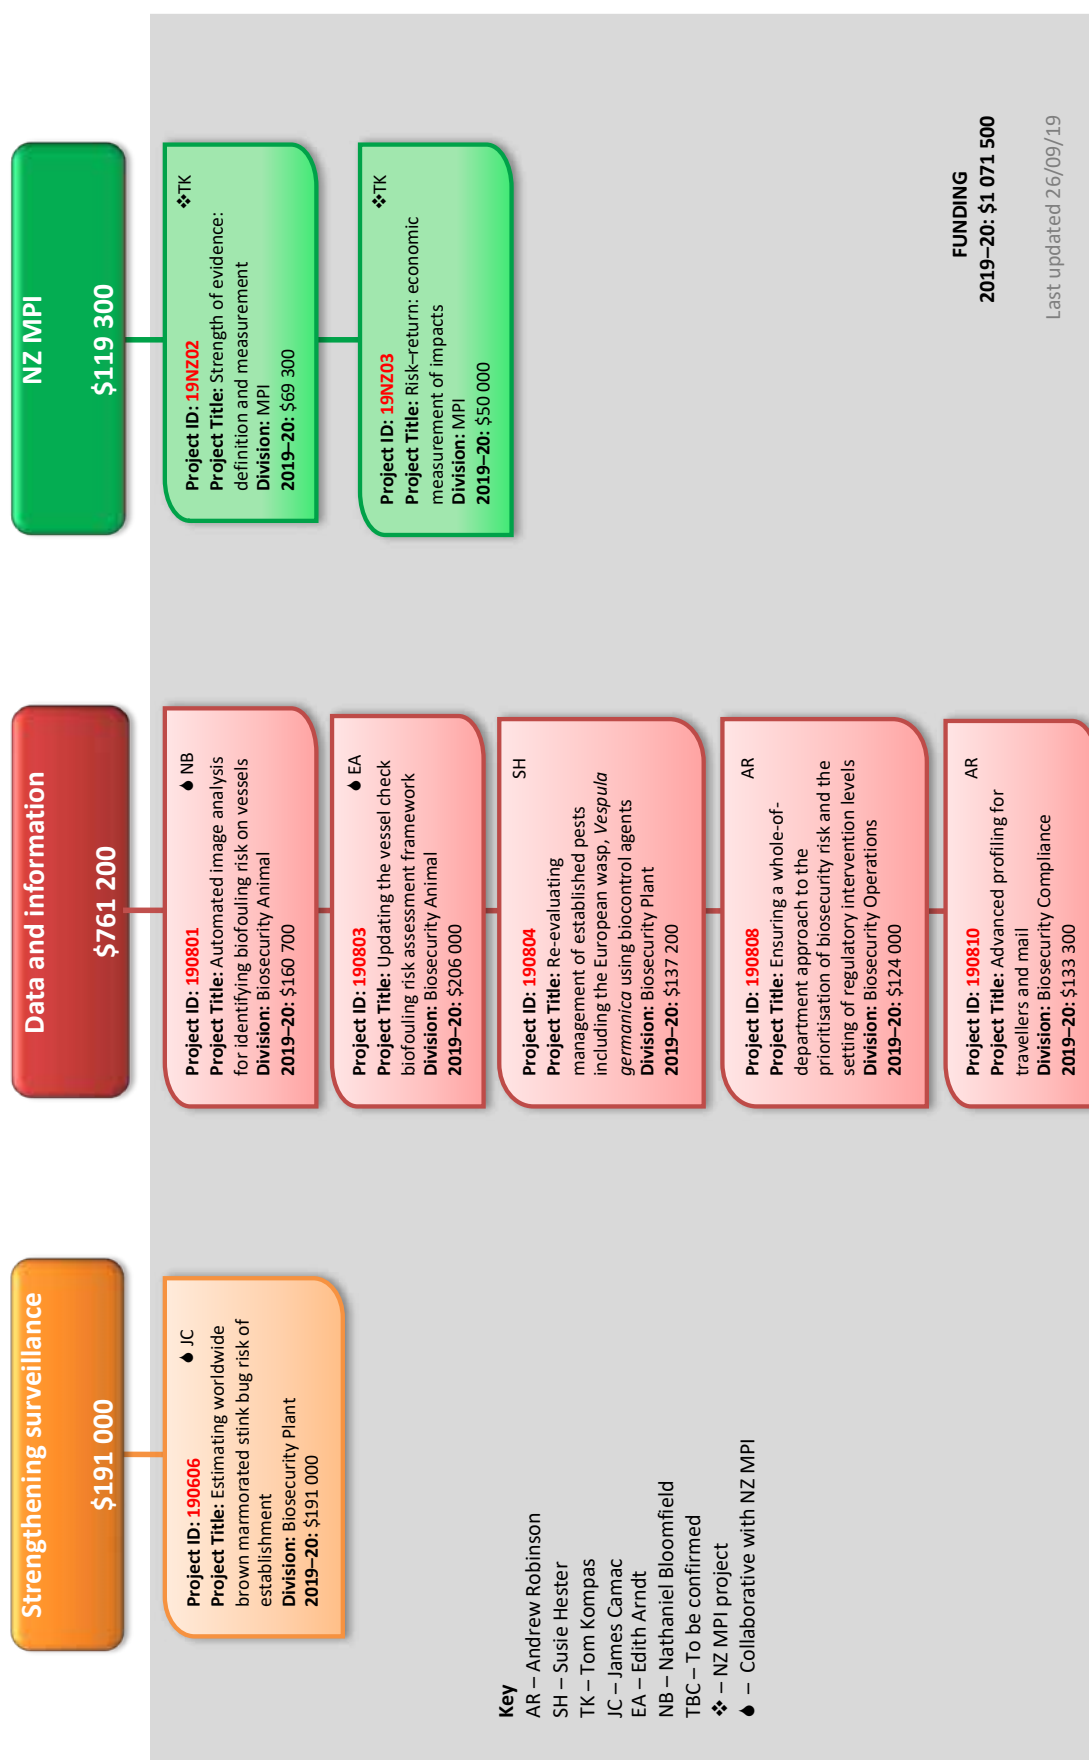 Strengthening surveillance
$191 000
Project ID: 190606
♠ JC
Project Title: Estimating worldwide
brown marmorated stink bug risk of
establishment
Division: Biosecurity Plant
2019–20: $191 000
Data and information
$761 200
Project ID: 190801
♠ NB
Project Title: Automated image analysis
for identifying biofouling risk on vessels
Division: Biosecurity Animal
2019–20: $160 700
Project ID: 190803
♠ EA
Project Title: Updating the vessel check
biofouling risk assessment framework
Division: Biosecurity Animal
2019–20: $206 000
Project ID: 190804
SH
Project Title: Re-evaluating
management of established pests
including the European wasp, Vespula
germanica using biocontrol agents
Division: Biosecurity Plant
2019–20: $137 200
Project ID: 190808
AR
Project Title: Ensuring a whole-of-
department approach to the
prioritisation of biosecurity risk and the
setting of regulatory intervention levels
Division: Biosecurity Operations
2019–20: $124 000
Project ID: 190810
AR
Project Title: Advanced profiling for
travellers and mail
Division: Biosecurity Compliance
2019–20: $133 300
NZ MPI
$119 300
Project ID: 19NZ02
❖TK
Project Title: Strength of evidence:
definition and measurement
Division: MPI
2019–20: $69 300
Project ID: 19NZ03
❖TK
Project Title: Risk–return: economic
measurement of impacts
Division: MPI
2019–20: $50 000
Key
AR – Andrew Robinson
SH – Susie Hester
TK – Tom Kompas
JC – James Camac
EA – Edith Arndt
NB – Nathaniel Bloomfield
TBC – To be confirmed
❖ – NZ MPI project
♠ – Collaborative with NZ MPI
FUNDING
2019–20: $1 071 500
Last updated 26/09/19